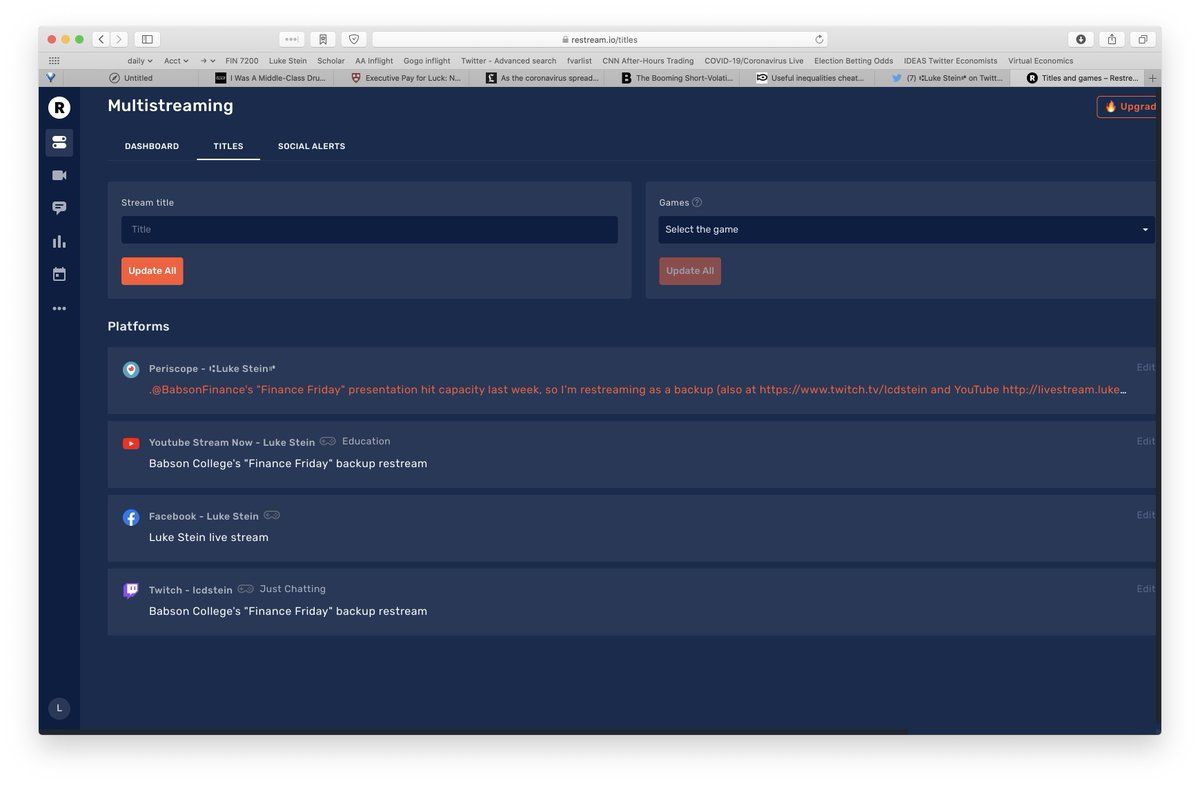 restream.io/titles
daily Acct FIN 7200 Luke Stein Scholar AA Inflight Gogo inflight Twitter - Advanced search fvarlist CNN After-Hours Trading COVID-19/Coronavirus Live Election Betting Odds IDEAS Twitter Economists Virtual Economics
Untitled I Was A Middle-Class Dru... Executive Pay for Luck: N... As the coronavirus spread... The Booming Short-Volati... Useful inequalities cheat... (7) Luke Stein on Twitt... Titles and games – Restre...
R
Multistreaming
Upgrad
DASHBOARD TITLES SOCIAL ALERTS
Stream title
Games ?
Title
Select the game
Update All
Update All
Platforms
Periscope - Luke Stein
Edit
.@BabsonFinance's "Finance Friday" presentation hit capacity last week, so I'm restreaming as a backup (also at https://www.twitch.tv/lcdstein and YouTube http://livestream.luke…
Youtube Stream Now - Luke Stein Education
Edit
Babson College's "Finance Friday" backup restream
Facebook - Luke Stein
Edit
Luke Stein live stream
Twitch - lcdstein Just Chatting
Edit
Babson College's "Finance Friday" backup restream
L